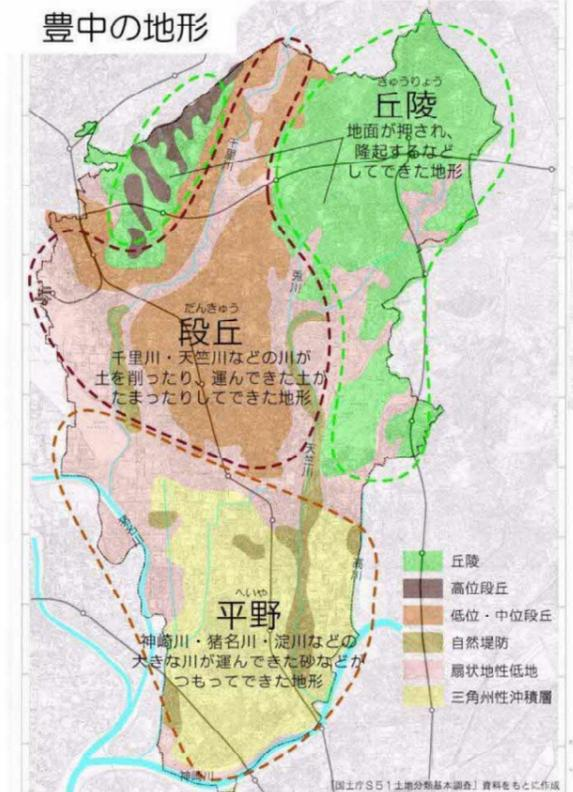 豊中の地形
きゅうりょう
丘陵
地面が押され、
隆起するなど
してできた地形
千里川
兎川
だんきゅう
段丘
千里川・天竺川などの川が
土を削ったり、運んできた土が
たまったりしてできた地形
天竺川
高川
へいや
平野
神崎川・猪名川・淀川などの
大きな川が運んできた砂などが
つもってできた地形
神崎川
丘陵
高位段丘
低位・中位段丘
自然堤防
扇状地性低地
三角州性沖積層
「国土庁S51土地分類基本調査」資料をもとに作成